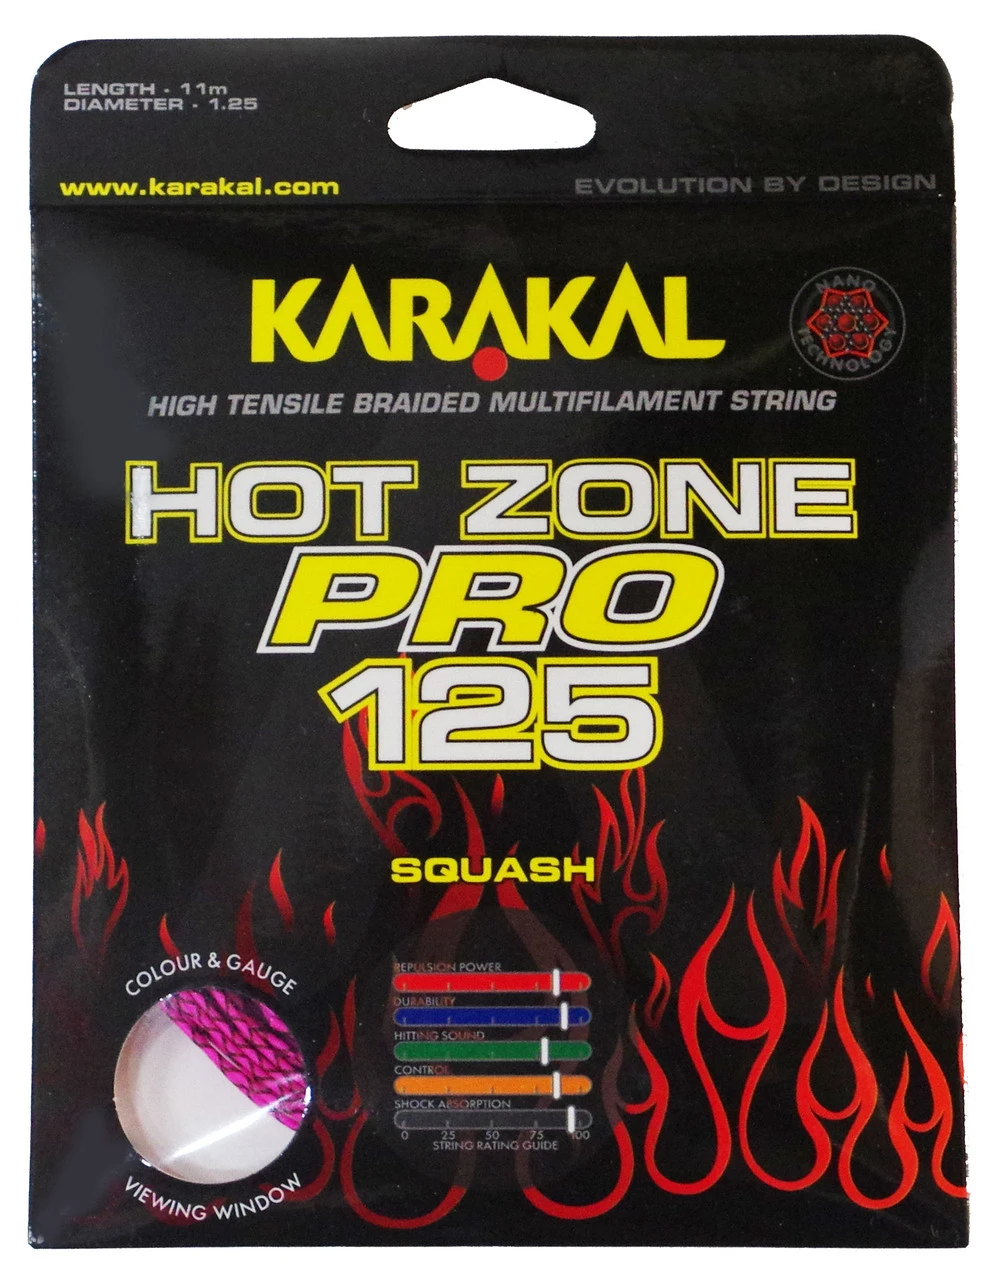 LENGTH - 11m
DIAMETER - 1.25
www.karakal.com
EVOLUTION BY DESIGN
KARAKAL
NANO
TECHNOLOGY
HIGH TENSILE BRAIDED MULTIFILAMENT STRING
HOT ZONE
PRO
125
SQUASH
COLOUR & GAUGE
VIEWING WINDOW
REPULSION POWER
DURABILITY
HITTING SOUND
CONTROL
SHOCK ABSORPTION
0 25 50 75 100
STRING RATING GUIDE